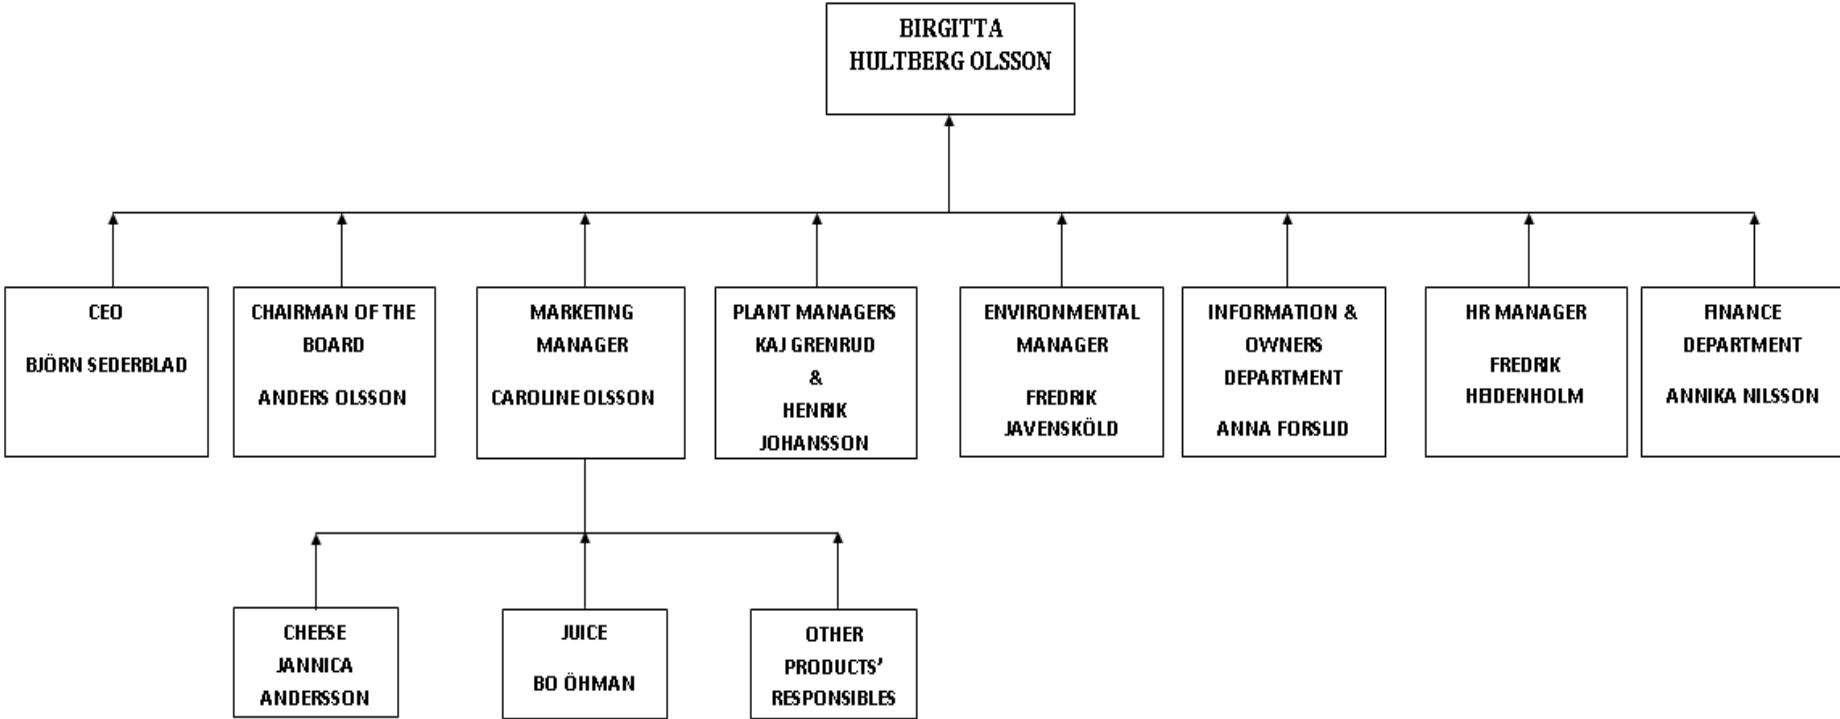 BIRGITTA
HULTBERG OLSSON
CEO
BJÖRN SEDERBLAD
CHAIRMAN OF THE
BOARD
ANDERS OLSSON
MARKETING
MANAGER
CAROLINE OLSSON
PLANT MANAGERS
KAJ GRENRUD
&
HENRIK
JOHANSSON
ENVIRONMENTAL
MANAGER
FREDRIK
JAVENSKÖLD
INFORMATION &
OWNERS
DEPARTMENT
ANNA FORSLID
HR MANAGER
FREDRIK
HEIDENHOLM
FINANCE
DEPARTMENT
ANNIKA NILSSON
CHEESE
JANNICA
ANDERSSON
JUICE
BO ÖHMAN
OTHER
PRODUCTS’
RESPONSIBLES